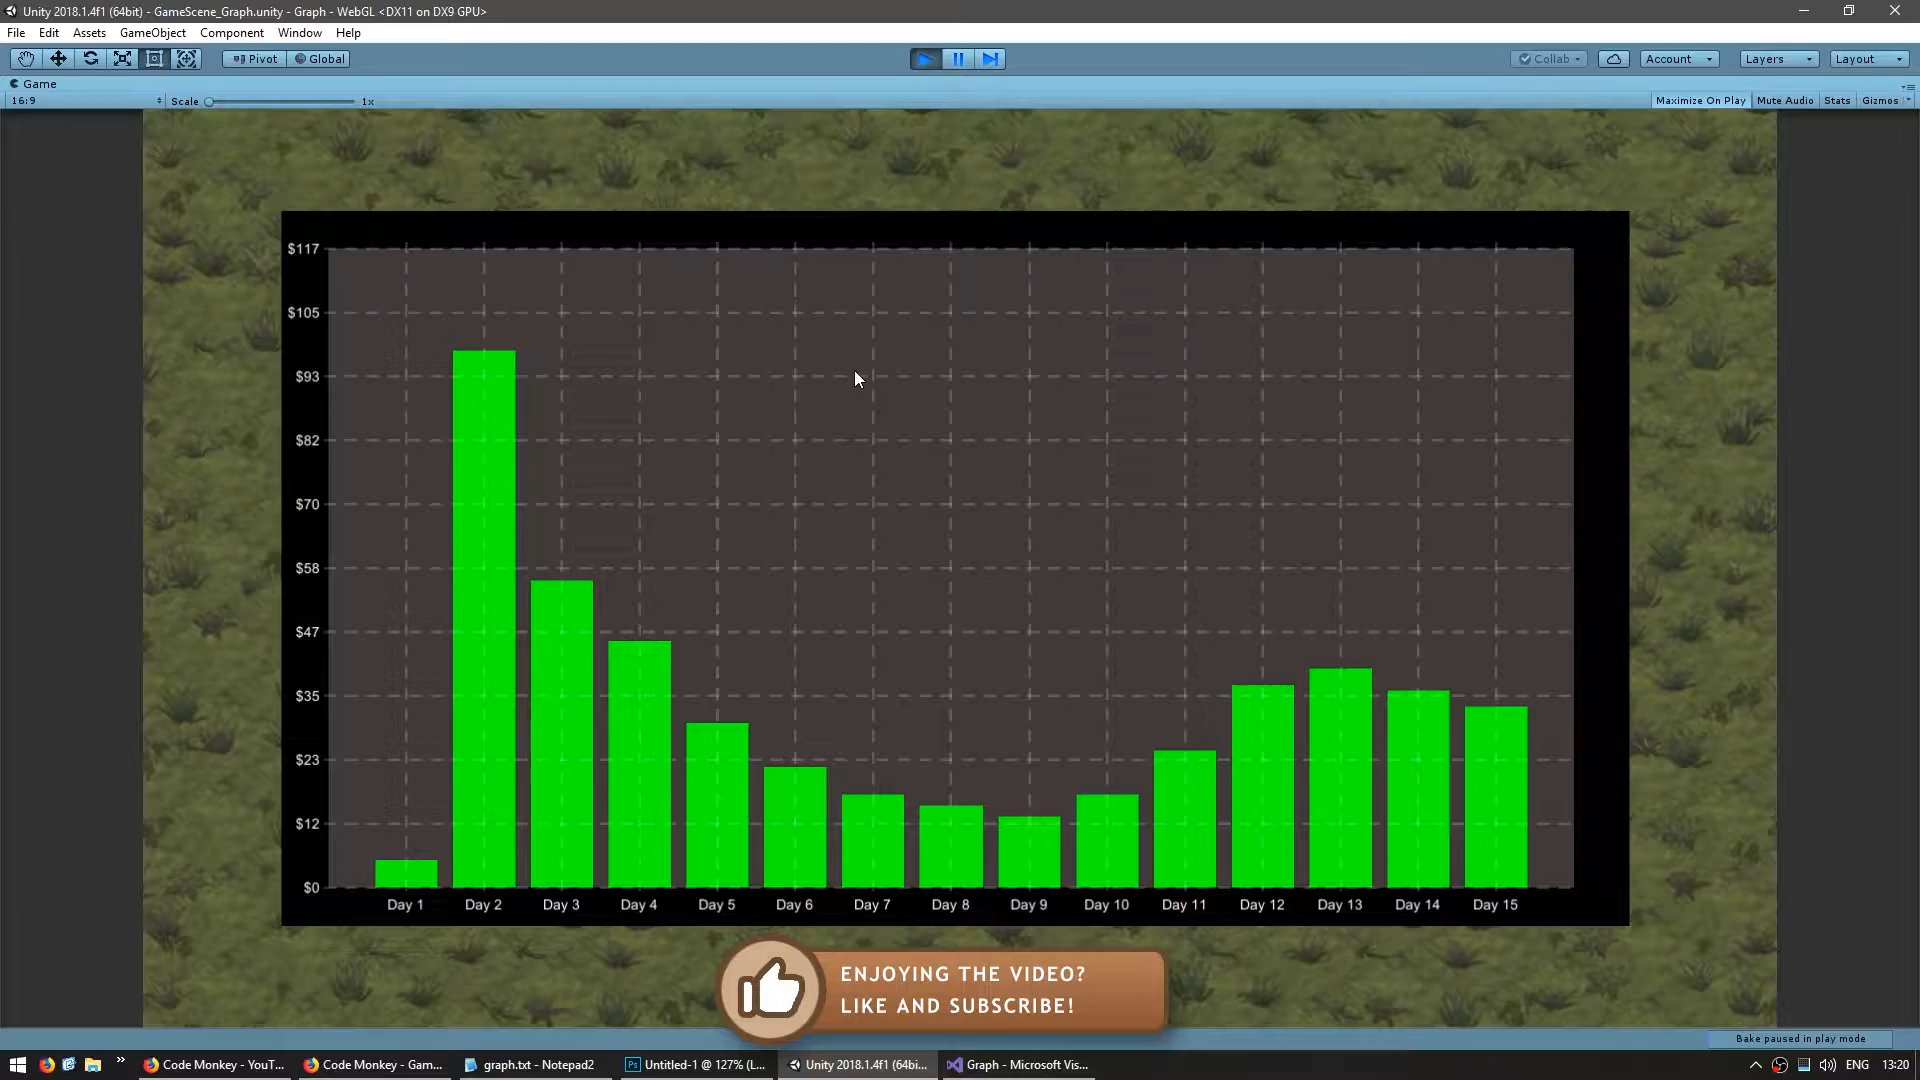 Unity 2018.1.4f1 (64bit) - GameScene_Graph.unity - Graph - WebGL <DX11 on DX9 GPU>
File Edit Assets GameObject Component Window Help
Pivot Global Collab Account Layers Layout
Game
16:9 Scale 1x Maximize On Play Mute Audio Stats Gizmos
$117
$105
$93
$82
$70
$58
$47
$35
$23
$12
$0
Day 1 Day 2 Day 3 Day 4 Day 5 Day 6 Day 7 Day 8 Day 9 Day 10 Day 11 Day 12 Day 13 Day 14 Day 15
ENJOYING THE VIDEO?
LIKE AND SUBSCRIBE!
Bake paused in play mode
Code Monkey - YouT... Code Monkey - Gam... graph.txt - Notepad2 Ps Untitled-1 @ 127% (L... Unity 2018.1.4f1 (64bi... Graph - Microsoft Vis... ENG 13:20